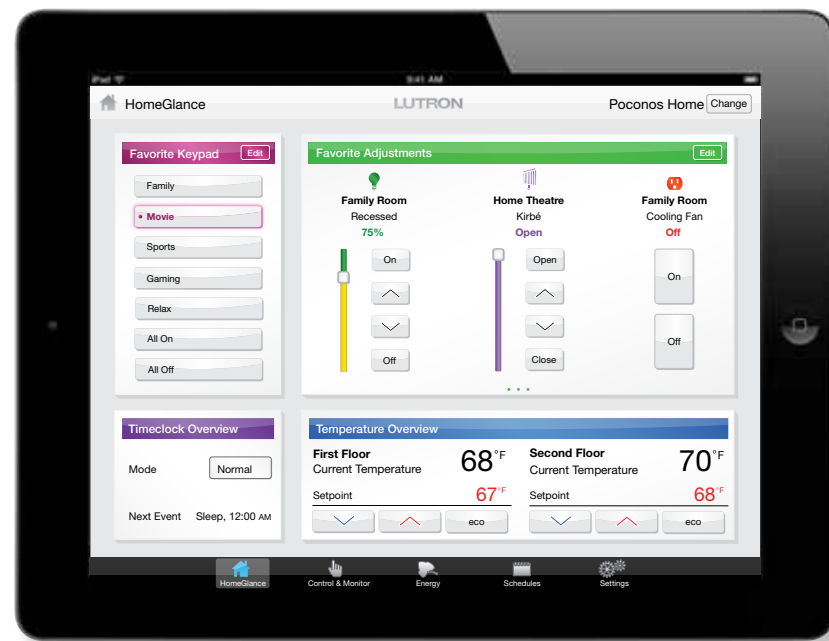 iPad 9:41 AM
HomeGlance LUTRON Poconos Home Change
Favorite Keypad Edit
Family
• Movie
Sports
Gaming
Relax
All On
All Off
Favorite Adjustments Edit
Family Room
Recessed
75%
On
Off
Home Theatre
Kirbé
Open
Open
Close
Family Room
Cooling Fan
Off
On
Off
Timeclock Overview
Mode Normal
Next Event Sleep, 12:00 AM
Temperature Overview
First Floor
Current Temperature
68°F
Setpoint 67°F
eco
Second Floor
Current Temperature
70°F
Setpoint 68°F
eco
HomeGlance Control & Monitor Energy Schedules Settings